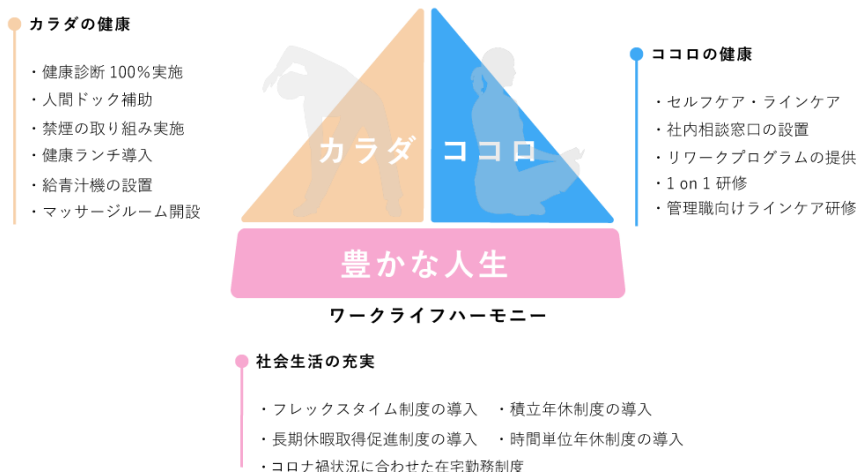 カラダの健康
・健康診断 100%実施
・人間ドック補助
・禁煙の取り組み実施
・健康ランチ導入
・給青汁機の設置
・マッサージルーム開設
カラダ
ココロ
ココロの健康
・セルフケア・ラインケア
・社内相談窓口の設置
・リワークプログラムの提供
・1 on 1 研修
・管理職向けラインケア研修
豊かな人生
ワークライフハーモニー
社会生活の充実
・フレックスタイム制度の導入 ・積立年休制度の導入
・長期休暇取得促進制度の導入 ・時間単位年休制度の導入
・コロナ禍状況に合わせた在宅勤務制度